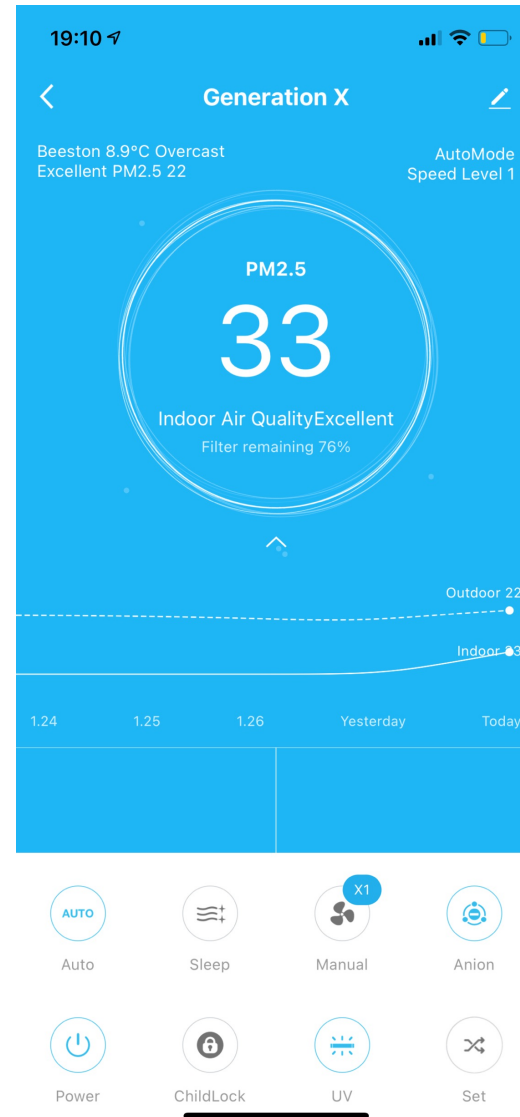 19:10
Generation X
Beeston 8.9°C Overcast
Excellent PM2.5 22
AutoMode
Speed Level 1
PM2.5
33
Indoor Air QualityExcellent
Filter remaining 76%
Outdoor 22
Indoor 33
1.24 1.25 1.26 Yesterday Today
X1
AUTO
Auto Sleep Manual Anion
Power ChildLock UV Set